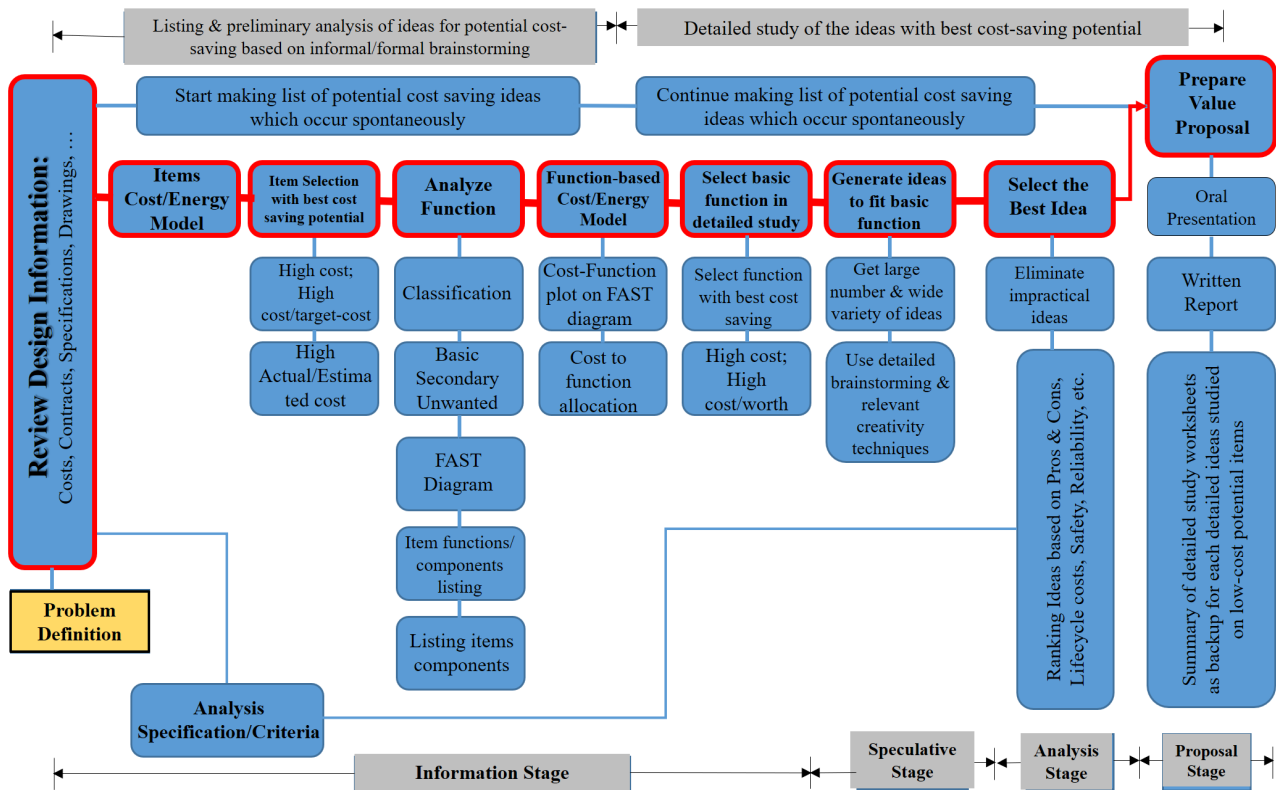 Listing & preliminary analysis of ideas for potential cost-
saving based on informal/formal brainstorming
Detailed study of the ideas with best cost-saving potential
Start making list of potential cost saving ideas
which occur spontaneously
Continue making list of potential cost saving
ideas which occur spontaneously
Prepare
Value
Proposal
Review Design Information:
Costs, Contracts, Specifications, Drawings, …
Items
Cost/Energy
Model
Item Selection
with best cost
saving potential
Analyze
Function
Function-based
Cost/Energy
Model
Select basic
function in
detailed study
Generate ideas
to fit basic
function
Select the
Best Idea
Oral
Presentation
High cost;
High
cost/target-cost
Classification
Cost-Function
plot on FAST
diagram
Select function
with best cost
saving
Get large
number & wide
variety of ideas
Eliminate
impractical
ideas
Written
Report
High
Actual/Estima
ted cost
Basic
Secondary
Unwanted
Cost to
function
allocation
High cost;
High
cost/worth
Use detailed
brainstorming &
relevant
creativity
techniques
Ranking Ideas based on Pros & Cons,
Lifecycle costs, Safety, Reliability, etc.
Summary of detailed study worksheets
as backup for each detailed ideas studied
on low-cost potential items
FAST
Diagram
Item functions/
components
listing
Listing items
components
Problem
Definition
Analysis
Specification/Criteria
Information Stage
Speculative
Stage
Analysis
Stage
Proposal
Stage